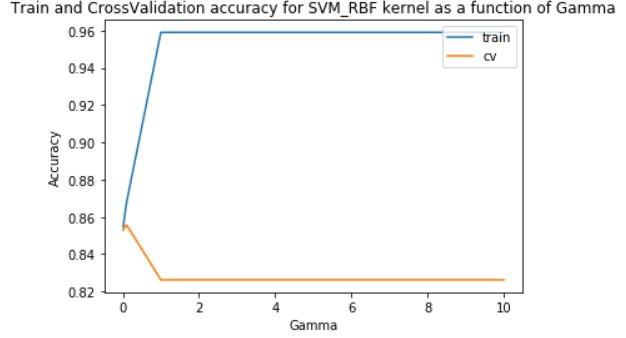 Train and CrossValidation accuracy for SVM_RBF kernel as a function of Gamma
0.96
0.94
0.92
0.90
0.88
0.86
0.84
0.82
Accuracy
train
cv
0 2 4 6 8 10
Gamma